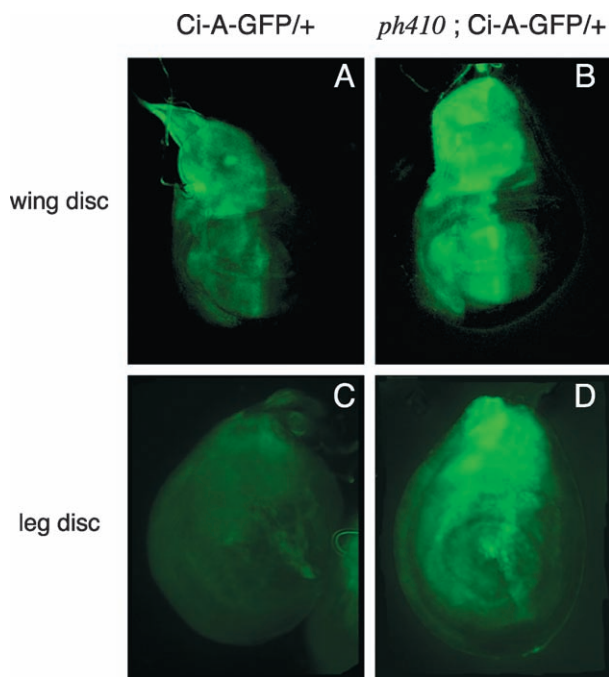 Ci-A-GFP/+
ph410 ; Ci-A-GFP/+
A
B
wing disc
C
D
leg disc